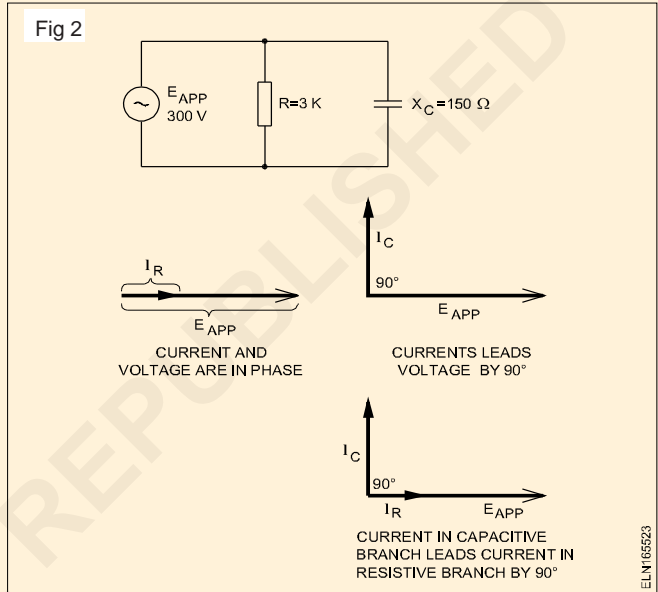 Fig 2
E APP
300 V
R=3 K
X C =150 Ω
I R
E APP
CURRENT AND
VOLTAGE ARE IN PHASE
I C
90°
E APP
CURRENTS LEADS
VOLTAGE BY 90°
I C
90°
I R
E APP
CURRENT IN CAPACITIVE
BRANCH LEADS CURRENT IN
RESISTIVE BRANCH BY 90°
ELN165523
REPUBLISHED